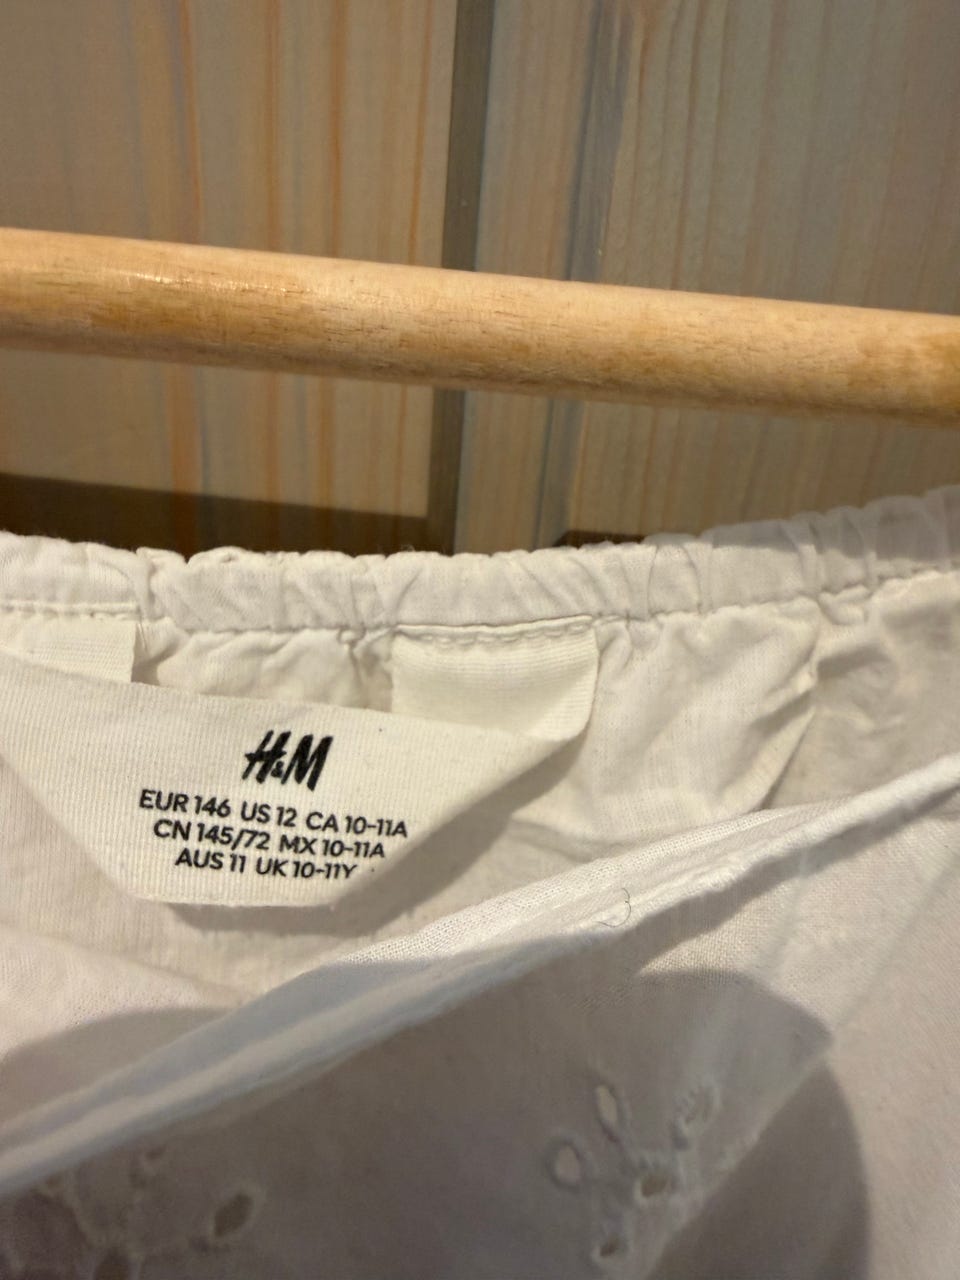 H&M
EUR 146 US 12 CA 10-11A
CN 145/72 MX 10-11A
AUS 11 UK 10-11Y